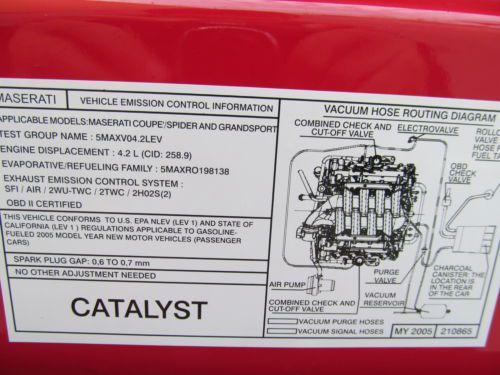 MASERATI
VEHICLE EMISSION CONTROL INFORMATION
APPLICABLE MODELS: MASERATI COUPE'/SPIDER AND GRANDSPORT
TEST GROUP NAME : 5MAXV04.2LEV
ENGINE DISPLACEMENT : 4.2 L (CID: 258.9)
EVAPORATIVE/REFUELING FAMILY : 5MAXRO198138
EXHAUST EMISSION CONTROL SYSTEM :
SFI / AIR / 2WU-TWC / 2TWC / 2H02S(2)
OBD II CERTIFIED
THIS VEHICLE CONFORMS TO U.S. EPA NLEV (LEV 1) AND STATE OF
CALIFORNIA (LEV 1 ) REGULATIONS APPLICABLE TO GASOLINE-
FUELED 2005 MODEL YEAR NEW MOTOR VEHICLES (PASSENGER
CARS)
SPARK PLUG GAP: 0,6 TO 0,7 mm
NO OTHER ADJUSTMENT NEEDED
CATALYST
VACUUM HOSE ROUTING DIAGRAM
COMBINED CHECK AND
CUT-OFF VALVE
ELECTROVALVE
OBD
CHECK
VALVE
PURGE
VALVE
CHARCOAL
CANISTER: THE
LOCATION IS
IN THE REAR
OF THE CAR
AIR PUMP
VACUUM
RESERVOIR
COMBINED CHECK AND
CUT-OFF VALVE
VACUUM PURGE HOSES
VACUUM SIGNAL HOSES
MY 2005
210865